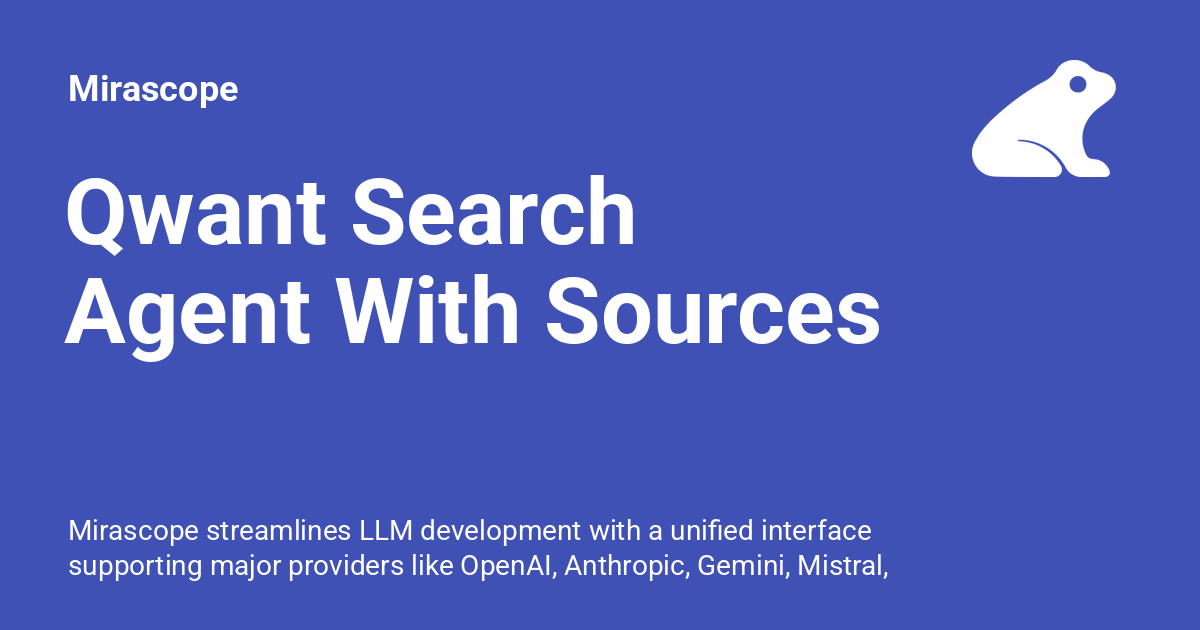 Mirascope
Qwant Search
Agent With Sources
Mirascope streamlines LLM development with a unified interface
supporting major providers like OpenAI, Anthropic, Gemini, Mistral,